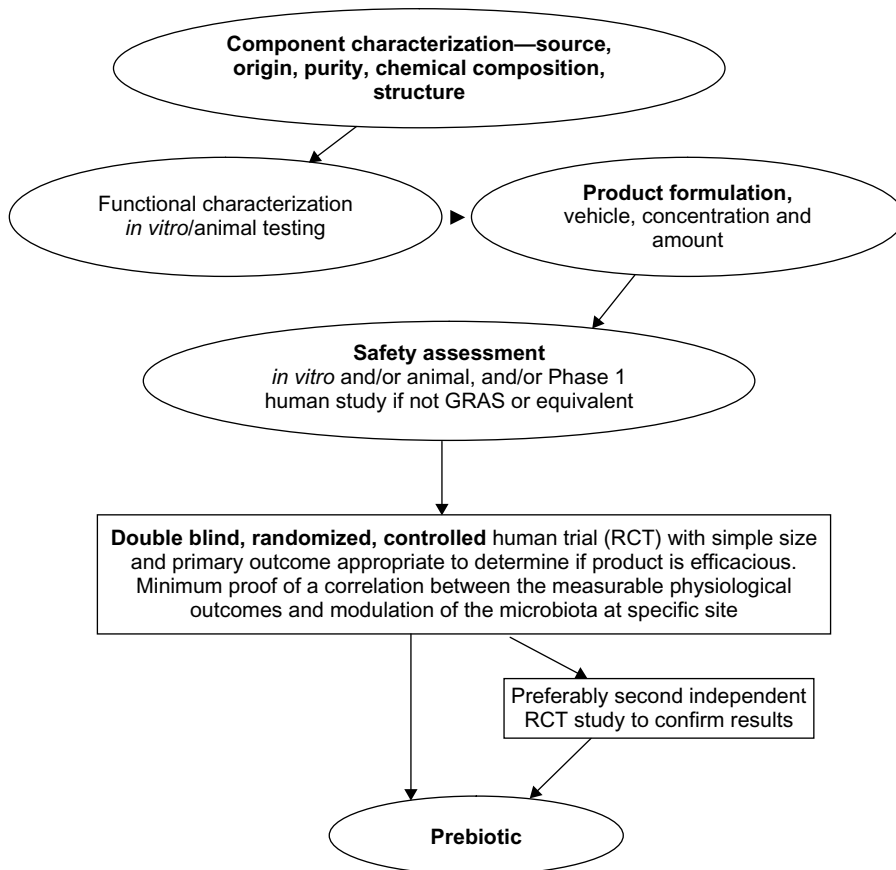 Component characterization—source,
origin, purity, chemical composition,
structure
Functional characterization
in vitro/animal testing
Product formulation,
vehicle, concentration and
amount
Safety assessment
in vitro and/or animal, and/or Phase 1
human study if not GRAS or equivalent
Double blind, randomized, controlled human trial (RCT) with simple size
and primary outcome appropriate to determine if product is efficacious.
Minimum proof of a correlation between the measurable physiological
outcomes and modulation of the microbiota at specific site
Preferably second independent
RCT study to confirm results
Prebiotic